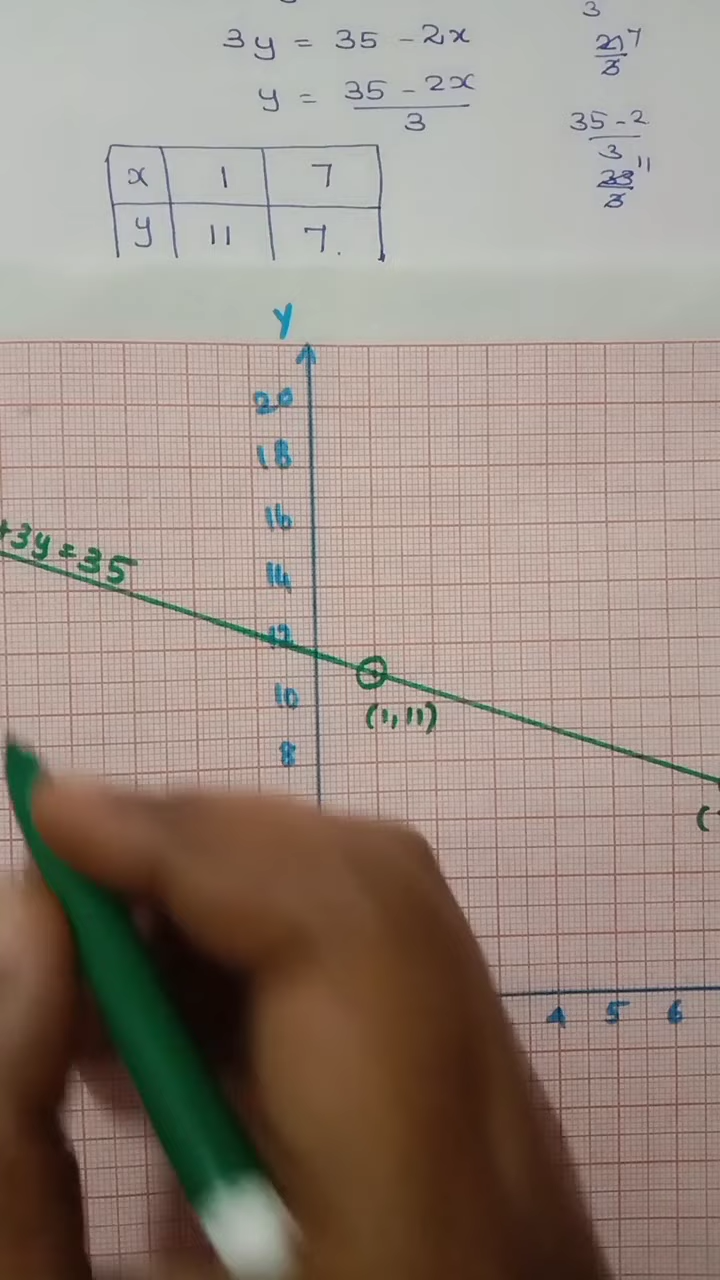 3y = 35 - 2x
y = 35 - 2x / 3
x 1 7
y 11 7.
3
21 7
3
35 - 2
3
33 11
3
Y
20
18
16
+3y = 35
14
12
10
(1, 11)
8
(
4 5 6